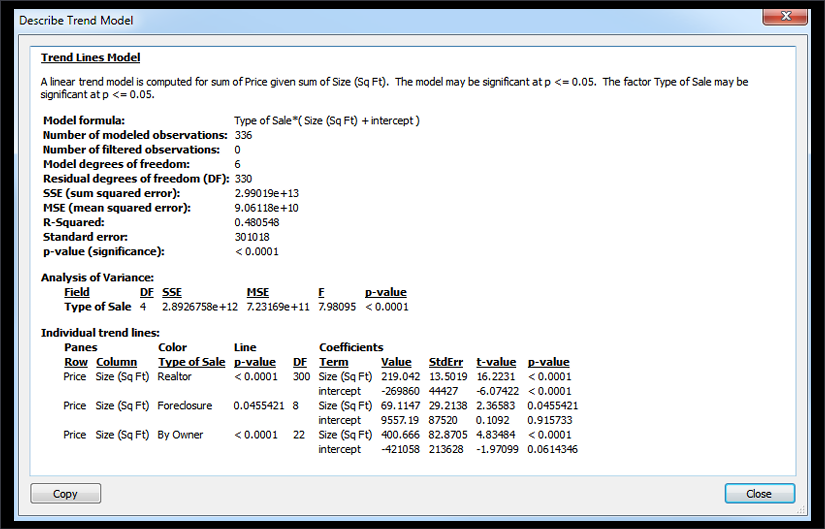 Describe Trend Model
Trend Lines Model
A linear trend model is computed for sum of Price given sum of Size (Sq Ft). The model may be significant at p <= 0.05. The factor Type of Sale may be
significant at p <= 0.05.
Model formula: Type of Sale*( Size (Sq Ft) + intercept )
Number of modeled observations: 336
Number of filtered observations: 0
Model degrees of freedom: 6
Residual degrees of freedom (DF): 330
SSE (sum squared error): 2.99019e+13
MSE (mean squared error): 9.06118e+10
R-Squared: 0.480548
Standard error: 301018
p-value (significance): < 0.0001
Analysis of Variance:
Field DF SSE MSE F p-value
Type of Sale 4 2.8926758e+12 7.23169e+11 7.98095 < 0.0001
Individual trend lines:
Panes Color Line Coefficients
Row Column Type of Sale p-value DF Term Value StdErr t-value p-value
Price Size (Sq Ft) Realtor < 0.0001 300 Size (Sq Ft) 219.042 13.5019 16.2231 < 0.0001
intercept -269860 44427 -6.07422 < 0.0001
Price Size (Sq Ft) Foreclosure 0.0455421 8 Size (Sq Ft) 69.1147 29.2138 2.36583 0.0455421
intercept 9557.19 87520 0.1092 0.915733
Price Size (Sq Ft) By Owner < 0.0001 22 Size (Sq Ft) 400.666 82.8705 4.83484 < 0.0001
intercept -421058 213628 -1.97099 0.0614346
Copy
Close